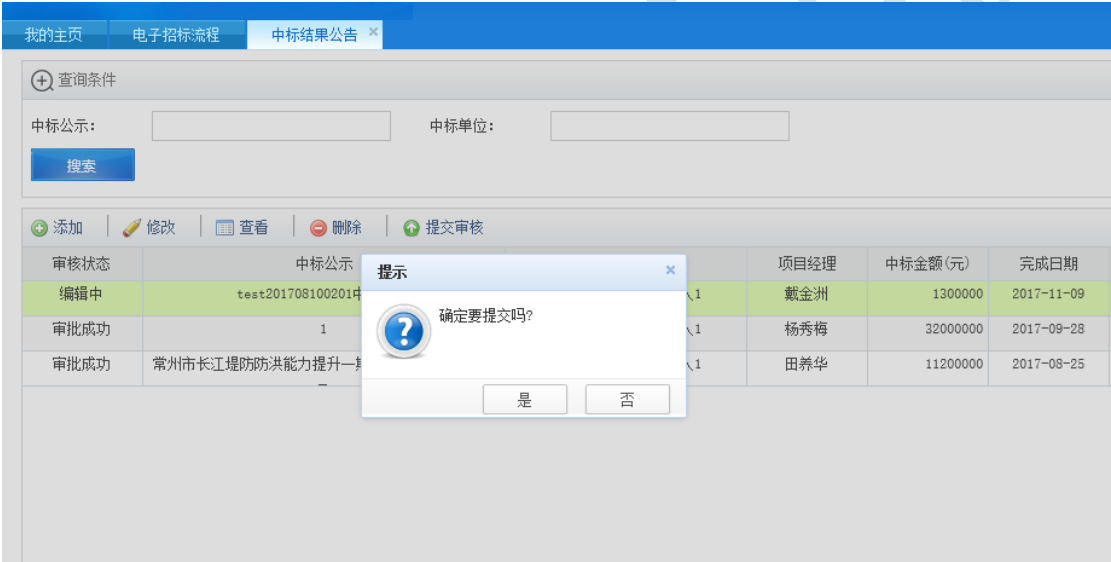 我的主页 电子招标流程 中标结果公告
查询条件
中标公示: 中标单位:
搜索
添加 修改 查看 删除 提交审核
审核状态 中标公示 项目经理 中标金额(元) 完成日期
编辑中 test201708100201中 1 戴金洲 1300000 2017-11-09
审批成功 1 1 杨秀梅 32000000 2017-09-28
审批成功 常州市长江堤防防洪能力提升一期 1 田养华 11200000 2017-08-25
提示
确定要提交吗?
是 否